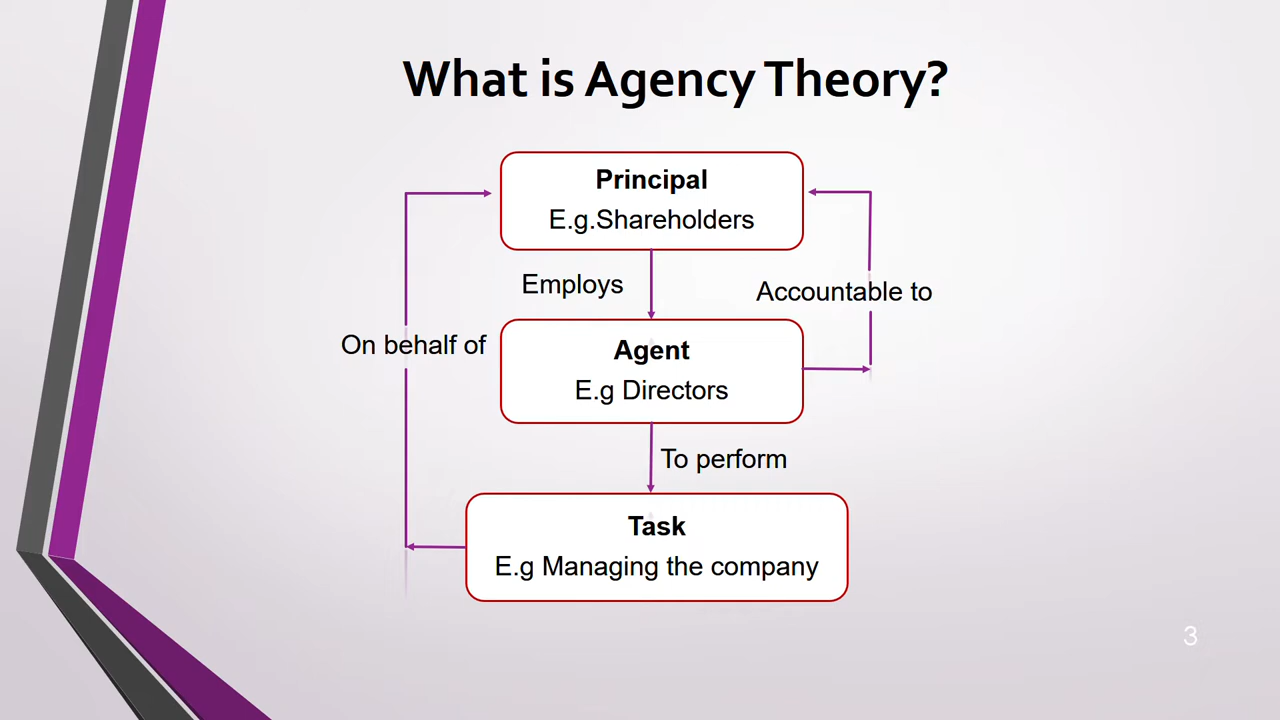 What is Agency Theory?
Principal
E.g.Shareholders
Employs
Accountable to
On behalf of
Agent
E.g Directors
To perform
Task
E.g Managing the company
3